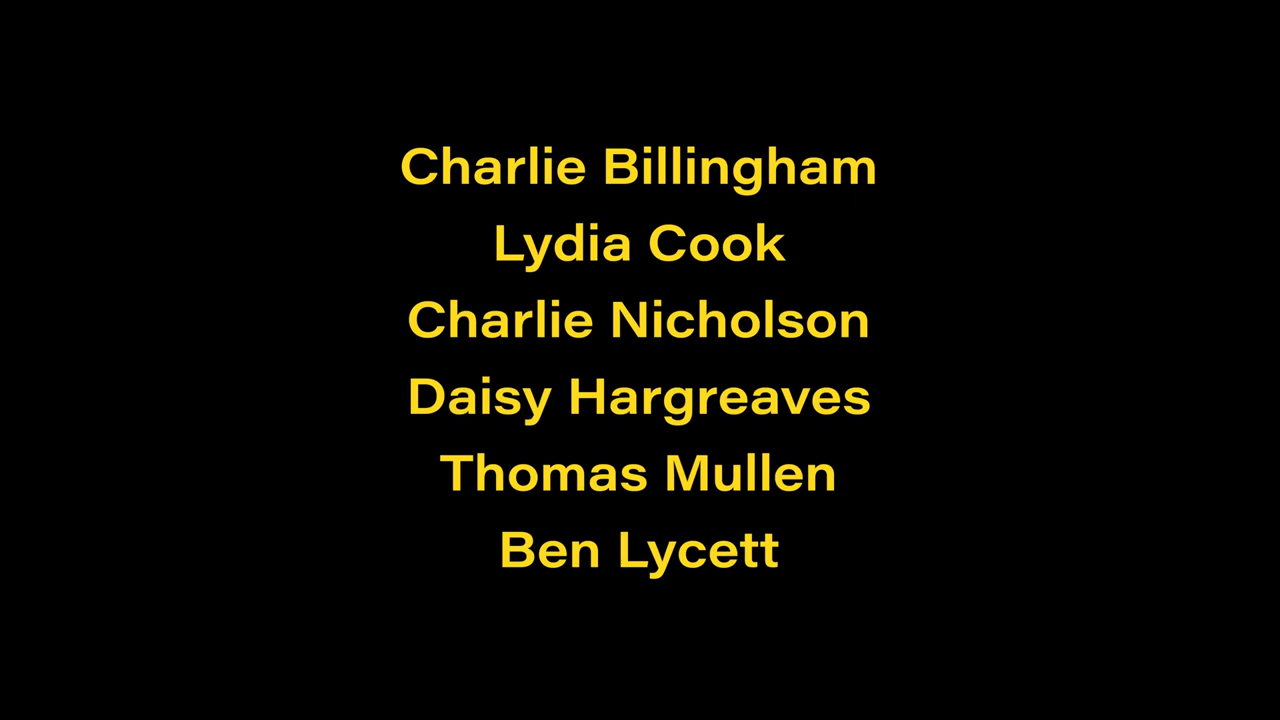 Charlie Billingham
Lydia Cook
Charlie Nicholson
Daisy Hargreaves
Thomas Mullen
Ben Lycett